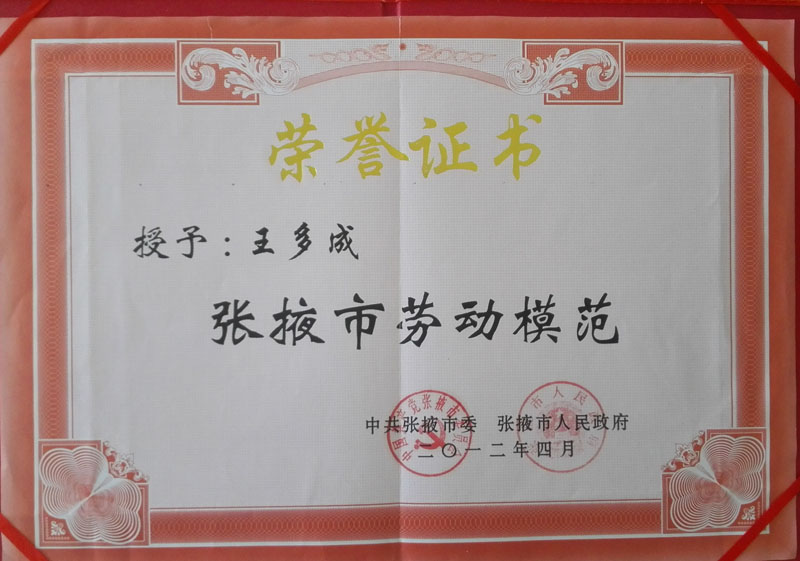 荣誉证书
授予：王多成
张掖市劳动模范
中共张掖市委 张掖市人民政府
二〇一二年四月